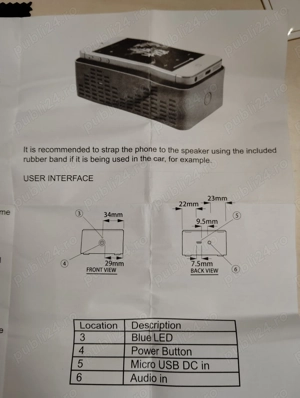 It is recommended to strap the phone to the speaker using the included
rubber band if it is being used in the car, for example.
USER INTERFACE
me
34mm
3
4
29mm
FRONT VIEW
23mm
22mm
9.5mm
5
7.5mm
6
BACK VIEW
Location Description
3 Blue LED
4 Power Button
5 Micro USB DC in
6 Audio in
e